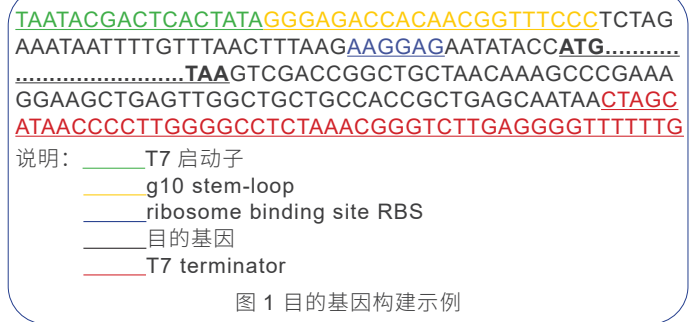 TAATACGACTCACTATAGGGAGACCACAACGGTTTCCCTCTAG
AAATAATTTTGTTTAACTTTAAGAAGGAGAATATACCATG...........
.........................TAAGTCGACCGGCTGCTAACAAAGCCCGAAA
GGAAGCTGAGTTGGCTGCTGCCACCGCTGAGCAATAACTAGC
ATAACCCCTTGGGGCCTCTAAACGGGTCTTGAGGGGTTTTTTG
说明：______T7 启动子
______g10 stem-loop
______ribosome binding site RBS
______目的基因
______T7 terminator
图 1 目的基因构建示例